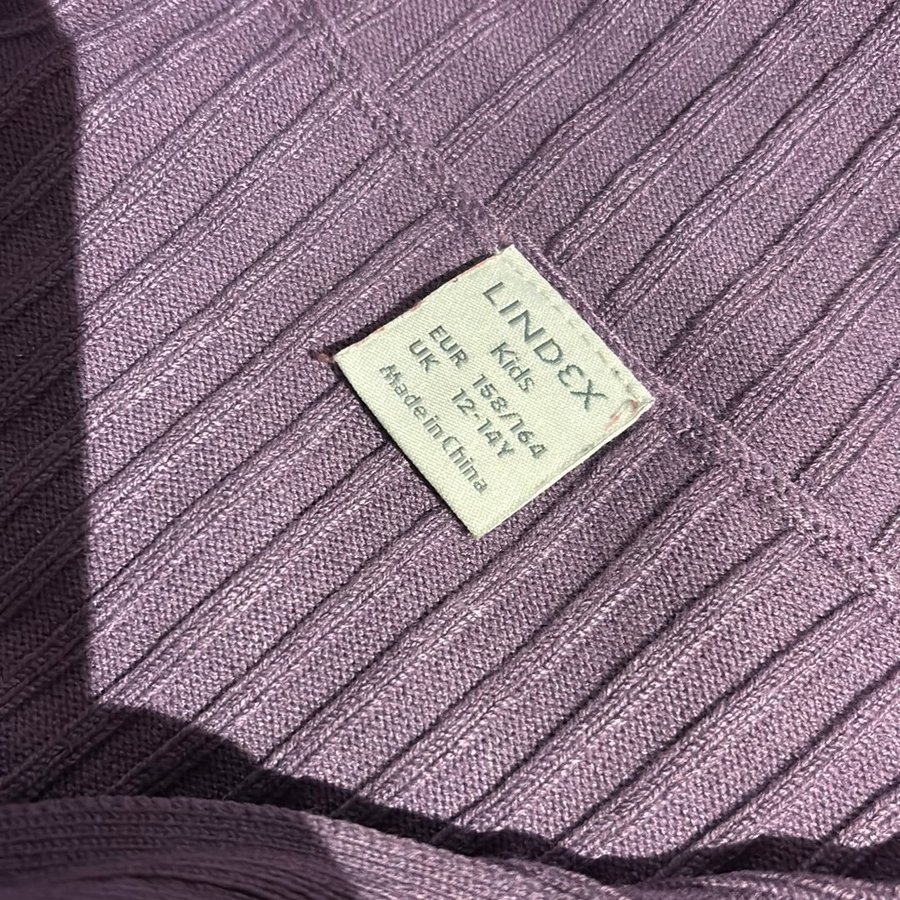 LINDEX
Kids
EUR 158/164
UK 12-14Y
Made in China